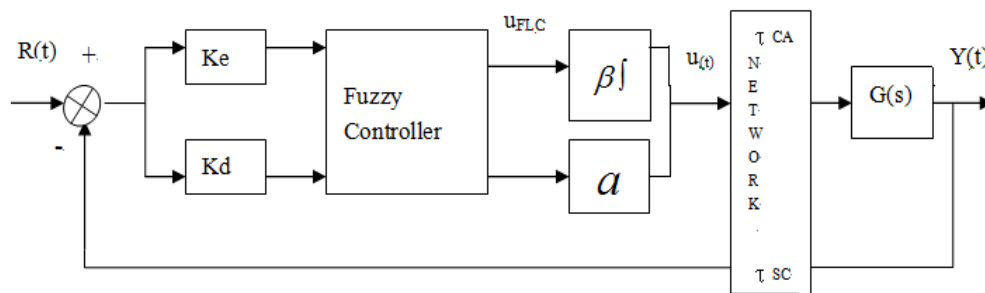 R(t)
+
-
Ke
Kd
Fuzzy
Controller
uFLC
β∫
a
u(t)
τ CA
N
E
T
W
O
R
K
.
τ SC
G(s)
Y(t)